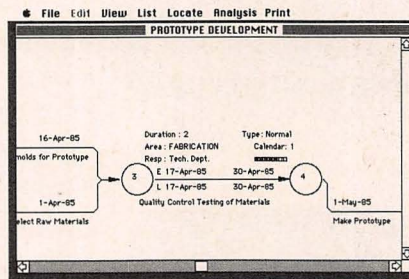 File Edit View List Locate Analysis Print
PROTOTYPE DEVELOPMENT
Duration : 2 Type: Normal
16-Apr-85 Area : FABRICATION Calendar: 1
molds for Prototype Resp : Tech. Dept.
3 E 17-Apr-85 30-Apr-85 4
L 17-Apr-85 30-Apr-85
1-Apr-85 Quality Control Testing of Materials 1-May-85
elect Raw Materials Make Prototype